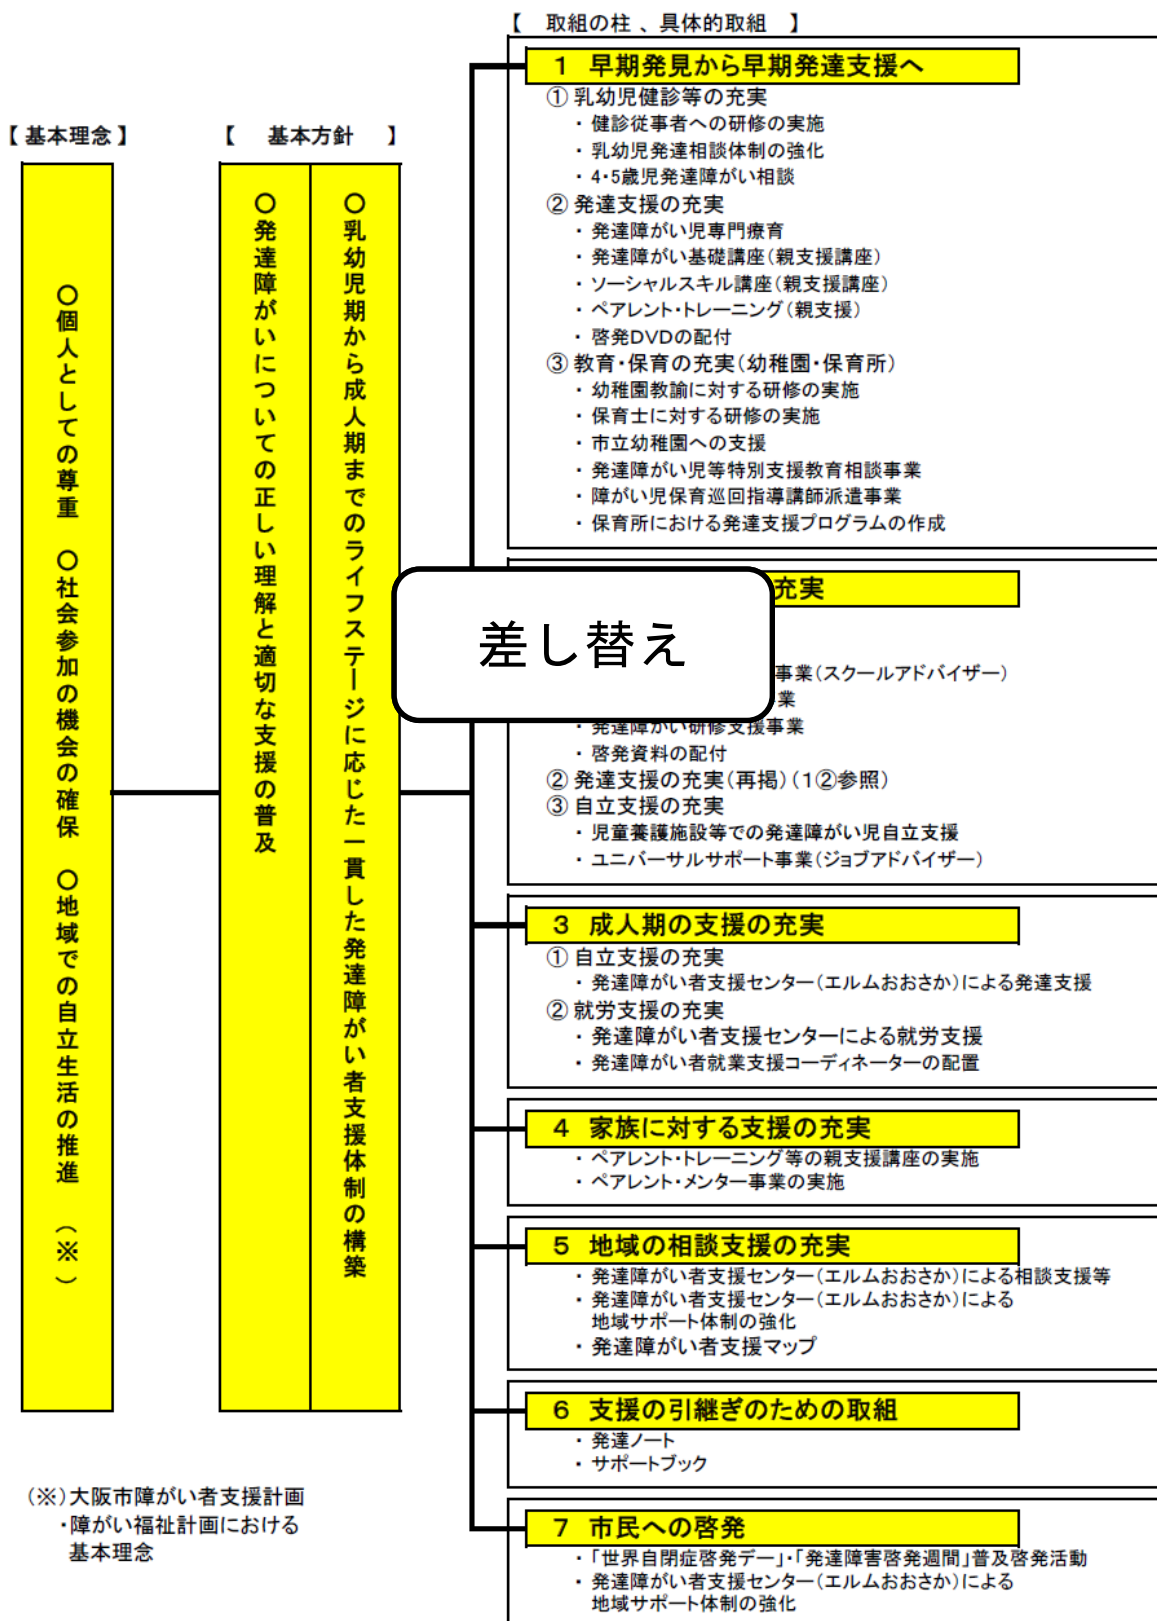 【 取組の柱 、具体的取組 】
【 基本理念 】
【 基本方針 】
○個人としての尊重 ○社会参加の機会の確保 ○地域での自立生活の推進 （※）
○乳幼児期から成人期までのライフステージに応じた一貫した発達障がい者支援体制の構築
○発達障がいについての正しい理解と適切な支援の普及
1 早期発見から早期発達支援へ
① 乳幼児健診等の充実
・ 健診従事者への研修の実施
・ 乳幼児発達相談体制の強化
・ 4・5歳児発達障がい相談
② 発達支援の充実
・ 発達障がい児専門療育
・ 発達障がい基礎講座(親支援講座)
・ ソーシャルスキル講座(親支援講座)
・ ペアレント・トレーニング(親支援)
・ 啓発DVDの配付
③ 教育・保育の充実(幼稚園・保育所)
・ 幼稚園教諭に対する研修の実施
・ 保育士に対する研修の実施
・ 市立幼稚園への支援
・ 発達障がい児等特別支援教育相談事業
・ 障がい児保育巡回指導講師派遣事業
・ 保育所における発達支援プログラムの作成
充実
差し替え
事業(スクールアドバイザー)
業
・ 発達障がい研修支援事業
・ 啓発資料の配付
② 発達支援の充実(再掲)(1②参照)
③ 自立支援の充実
・ 児童養護施設等での発達障がい児自立支援
・ ユニバーサルサポート事業(ジョブアドバイザー)
3 成人期の支援の充実
① 自立支援の充実
・ 発達障がい者支援センター(エルムおおさか)による発達支援
② 就労支援の充実
・ 発達障がい者支援センターによる就労支援
・ 発達障がい者就業支援コーディネーターの配置
4 家族に対する支援の充実
・ ペアレント・トレーニング等の親支援講座の実施
・ ペアレント・メンター事業の実施
5 地域の相談支援の充実
・ 発達障がい者支援センター(エルムおおさか)による相談支援等
・ 発達障がい者支援センター(エルムおおさか)による
地域サポート体制の強化
・ 発達障がい者支援マップ
6 支援の引継ぎのための取組
・ 発達ノート
・ サポートブック
7 市民への啓発
・「世界自閉症啓発デー」・「発達障害啓発週間」普及啓発活動
・ 発達障がい者支援センター(エルムおおさか)による
地域サポート体制の強化
(※)大阪市障がい者支援計画
・障がい福祉計画における
基本理念